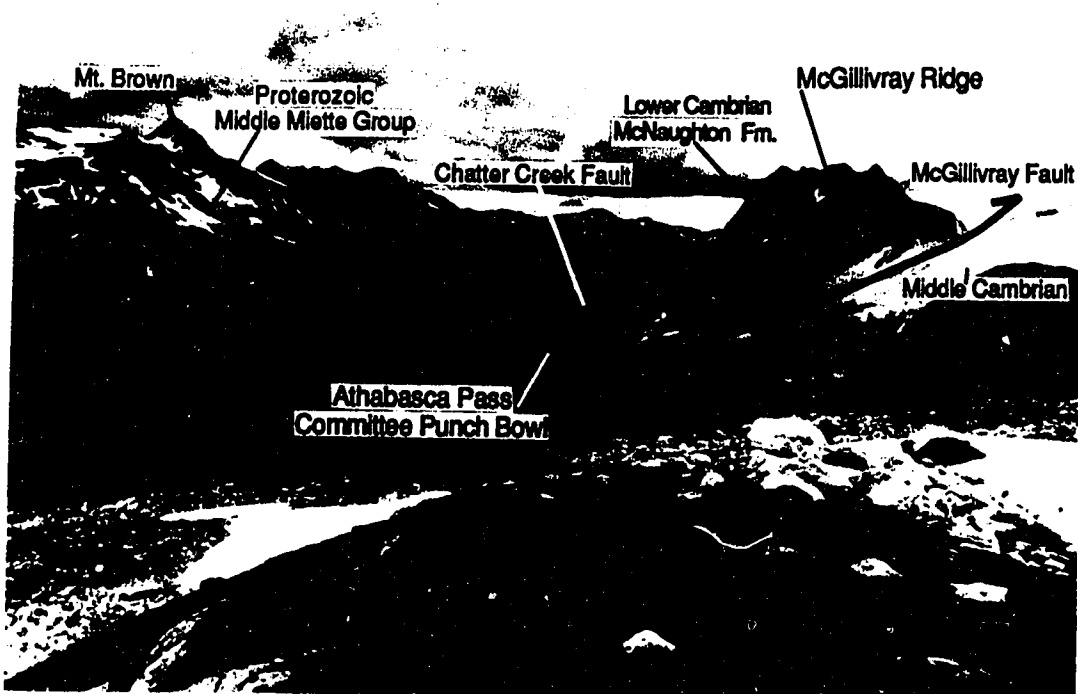 Mt. Brown
Proterozoic
Middle Miette Group
Lower Cambrian
McNaughton Fm.
McGillivray Ridge
Chatter Creek Fault
McGillivray Fault
Middle Cambrian
Athabasca Pass
Committee Punch Bowl